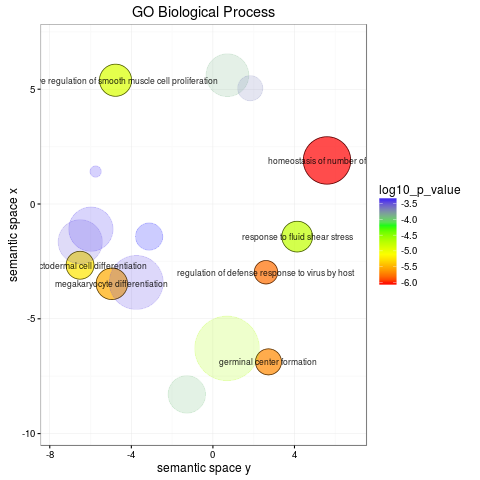 GO Biological Process
e regulation of smooth muscle cell proliferation
homeostasis of number of
response to fluid shear stress
ctodermal cell differentiation
regulation of defense response to virus by host
megakaryocyte differentiation
germinal center formation
5
0
-5
-10
-8
-4
0
4
semantic space y
semantic space x
log10_p_value
-3.5
-4.0
-4.5
-5.0
-5.5
-6.0